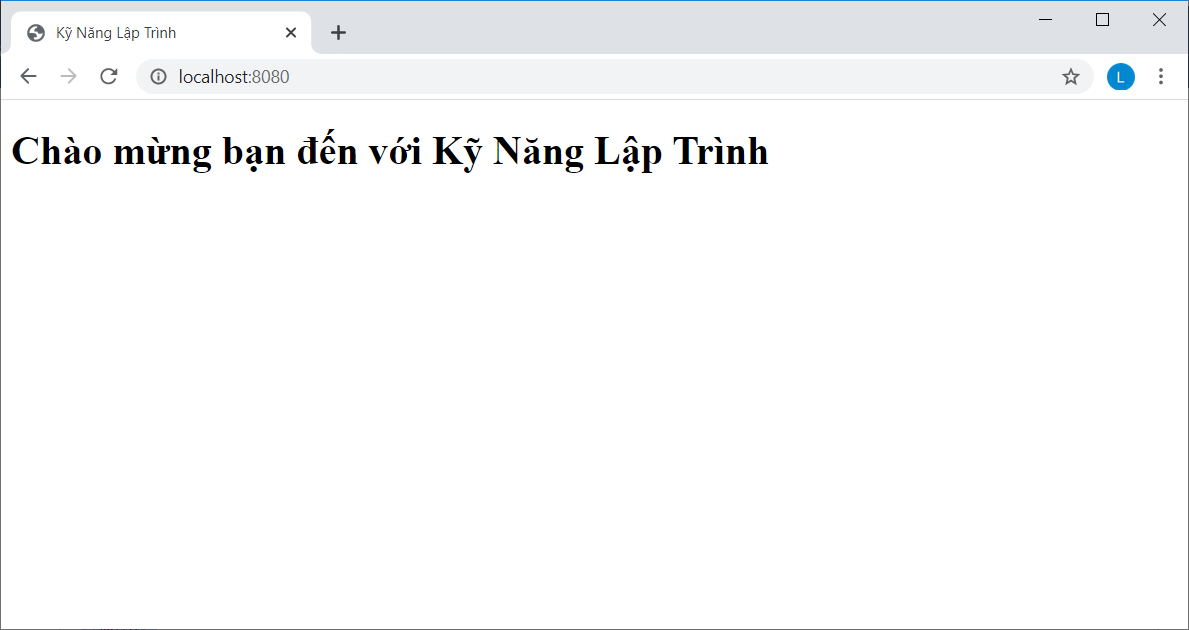 Kỹ Năng Lập Trình
localhost:8080
L
Chào mừng bạn đến với Kỹ Năng Lập Trình